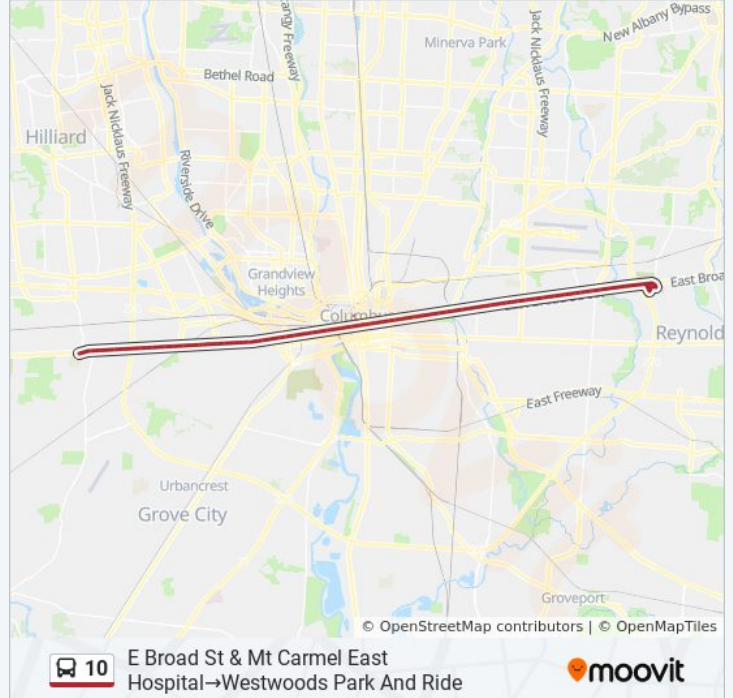 angy Freeway
Jack Nicklaus Freeway
New Albany Bypass
Minerva Park
Bethel Road
Jack Nicklaus Freeway
Hilliard
Riverside Drive
Grandview
Heights
East Broa
Columbus
Reynold
East Freeway
Urbancrest
Grove City
Groveport
© OpenStreetMap contributors | © OpenMapTiles
10
E Broad St & Mt Carmel East
Hospital→Westwoods Park And Ride
moovit